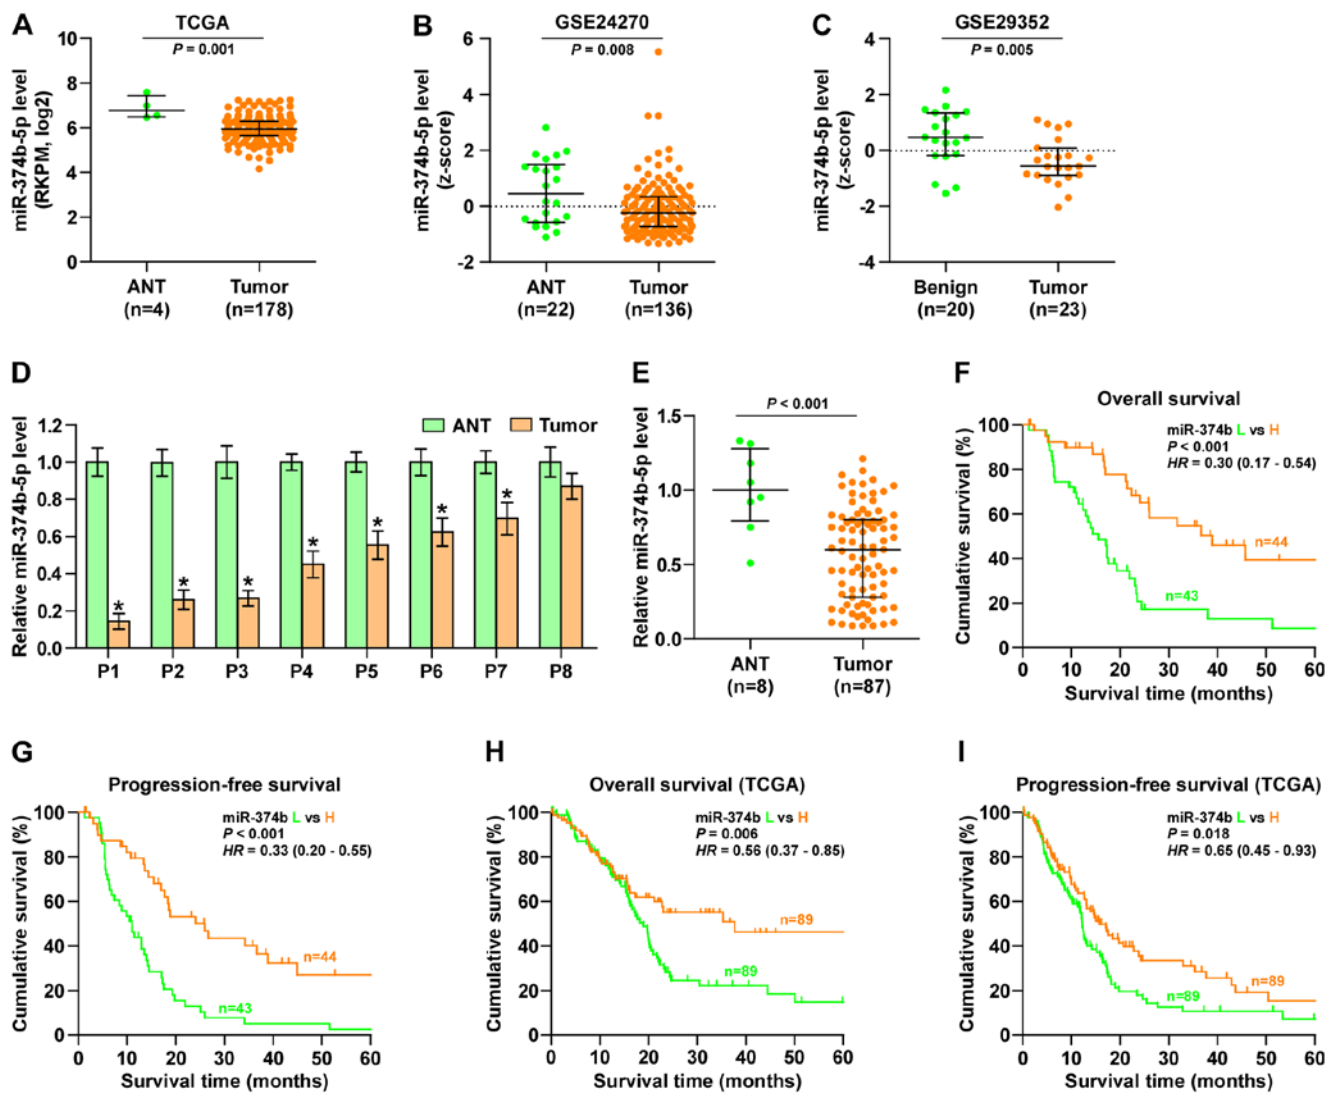 A
TCGA
P = 0.001
miR-374b-5p level
(RKPM, log2)
10
8
6
4
2
0
ANT
(n=4)
Tumor
(n=178)
B
GSE24270
P = 0.008
miR-374b-5p level
(z-score)
6
4
2
0
-2
ANT
(n=22)
Tumor
(n=136)
C
GSE29352
P = 0.005
miR-374b-5p level
(z-score)
4
2
0
-2
-4
Benign
(n=20)
Tumor
(n=23)
D
ANT
Tumor
Relative miR-374b-5p level
1.2
1.0
0.8
0.6
0.4
0.2
0.0
*
*
*
*
*
*
*
P1
P2
P3
P4
P5
P6
P7
P8
E
P < 0.001
Relative miR-374b-5p level
1.5
1.0
0.5
0.0
ANT
(n=8)
Tumor
(n=87)
F
Overall survival
miR-374b L vs H
P < 0.001
HR = 0.30 (0.17 - 0.54)
Cumulative survival (%)
100
80
60
40
20
0
n=44
n=43
0 10 20 30 40 50 60
Survival time (months)
G
Progression-free survival
miR-374b L vs H
P < 0.001
HR = 0.33 (0.20 - 0.55)
Cumulative survival (%)
100
80
60
40
20
0
n=44
n=43
0 10 20 30 40 50 60
Survival time (months)
H
Overall survival (TCGA)
miR-374b L vs H
P = 0.006
HR = 0.56 (0.37 - 0.85)
Cumulative survival (%)
100
80
60
40
20
0
n=89
n=89
0 10 20 30 40 50 60
Survival time (months)
I
Progression-free survival (TCGA)
miR-374b L vs H
P = 0.018
HR = 0.65 (0.45 - 0.93)
Cumulative survival (%)
100
80
60
40
20
0
n=89
n=89
0 10 20 30 40 50 60
Survival time (months)